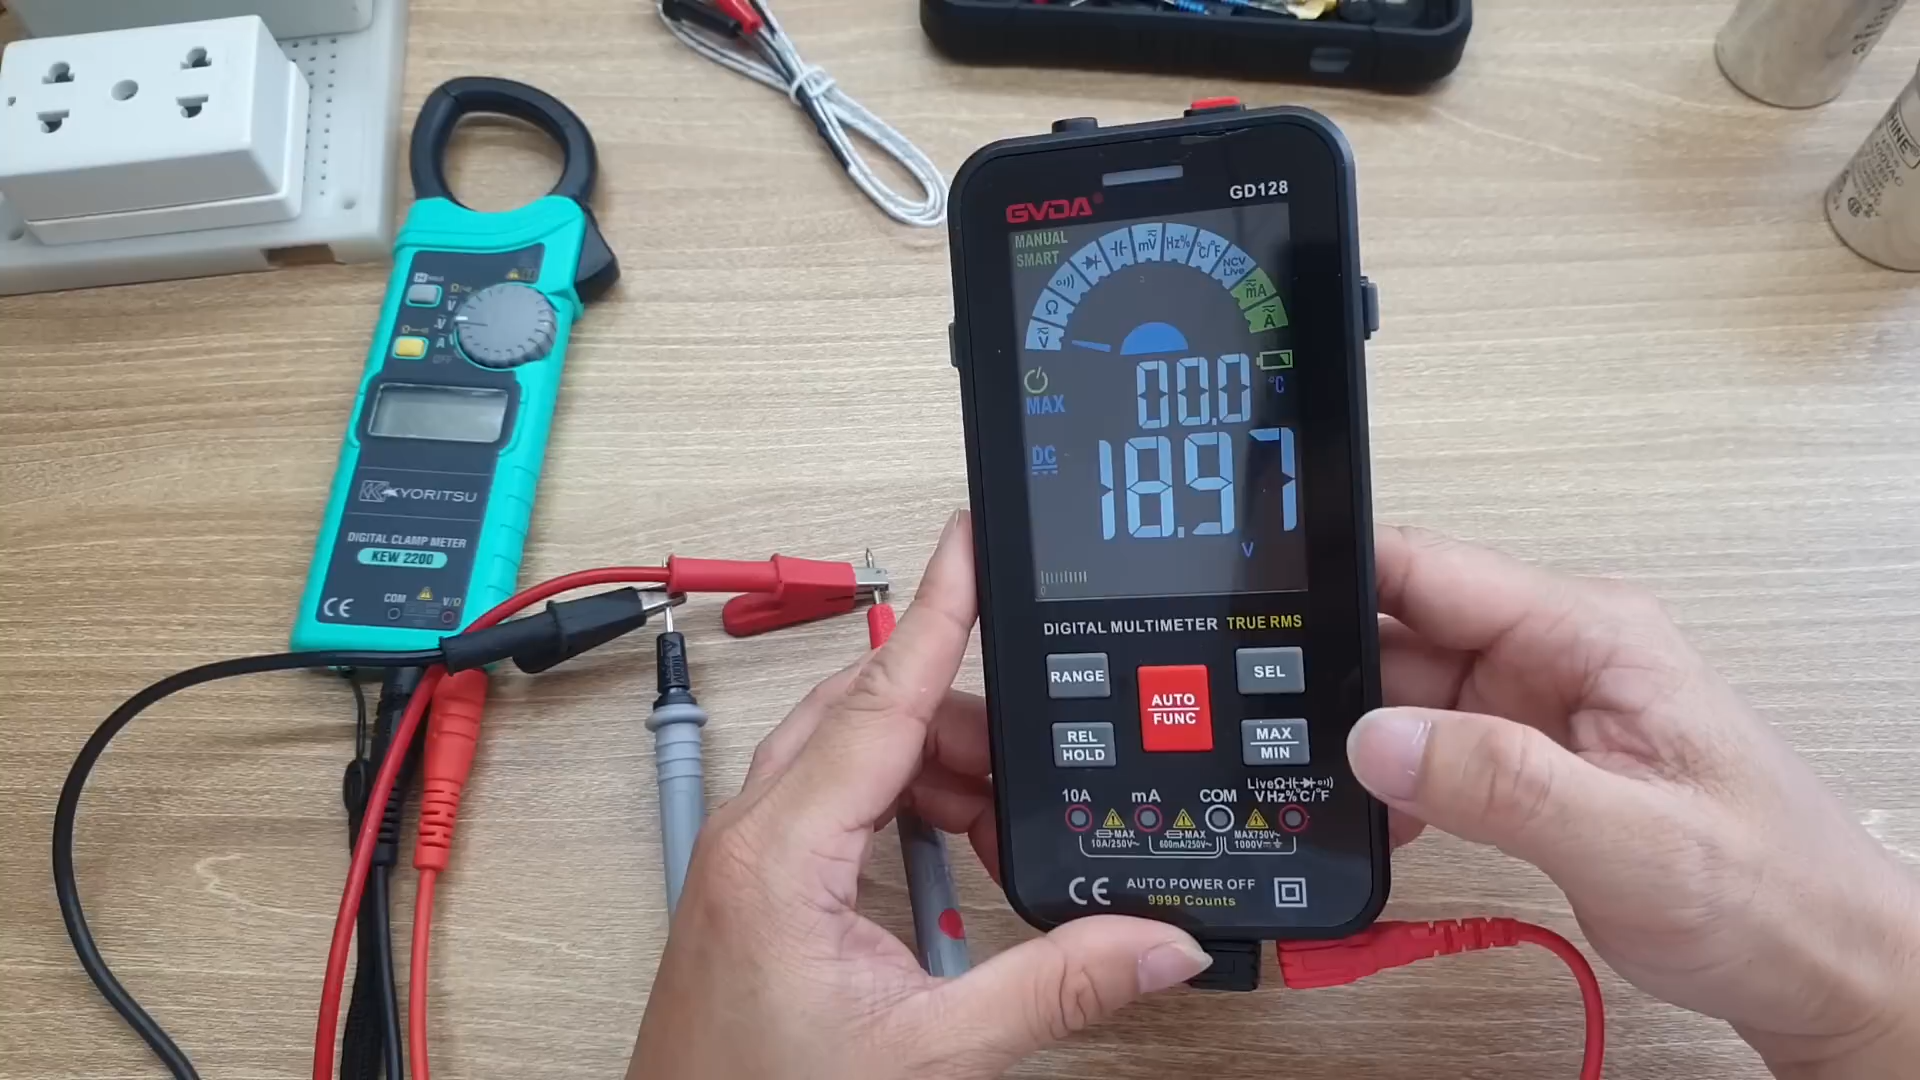 GVDA
GD128
MANUAL
SMART
Ω
mV
Hz%
°C/°F
NCV
Live
mA
A
V
MAX
00.0
°C
DC
18.97
V
0
DIGITAL MULTIMETER TRUE RMS
RANGE
AUTO
FUNC
SEL
REL
HOLD
MAX
MIN
10A
mA
COM
LiveΩ
VHz%°C/°F
MAX
10A/250V~
MAX
600mA/250V~
MAX750V~
1000V
CE
AUTO POWER OFF
9999 Counts
OFF
KYORITSU
DIGITAL CLAMP METER
KEW 2200
CE
COM
V/Ω